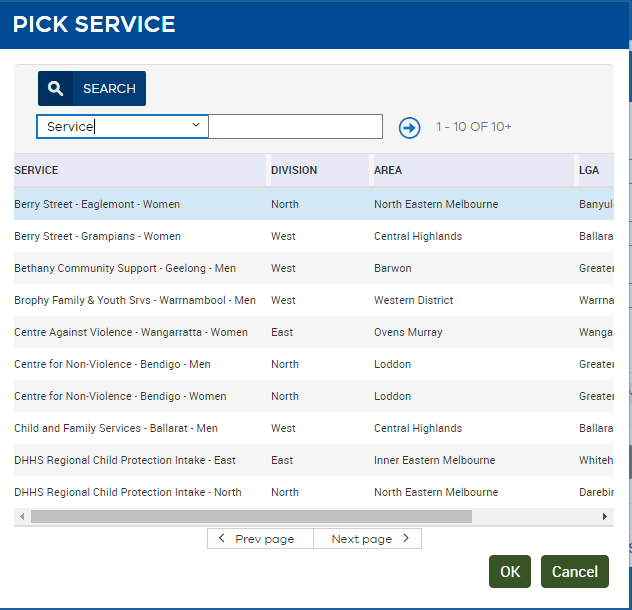 PICK SERVICE
SEARCH
Service
1 - 10 OF 10+
SERVICE DIVISION AREA LGA
Berry Street - Eaglemont - Women North North Eastern Melbourne Banyul
Berry Street - Grampians - Women West Central Highlands Ballara
Bethany Community Support - Geelong - Men West Barwon Greater
Brophy Family & Youth Srvs - Warrnambool - Men West Western District Warrna
Centre Against Violence - Wangarratta - Women East Ovens Murray Wanga
Centre for Non-Violence - Bendigo - Men North Loddon Greater
Centre for Non-Violence - Bendigo - Women North Loddon Greater
Child and Family Services - Ballarat - Men West Central Highlands Ballara
DHHS Regional Child Protection Intake - East East Inner Eastern Melbourne Whiteh
DHHS Regional Child Protection Intake - North North North Eastern Melbourne Darebin
Prev page Next page
OK Cancel